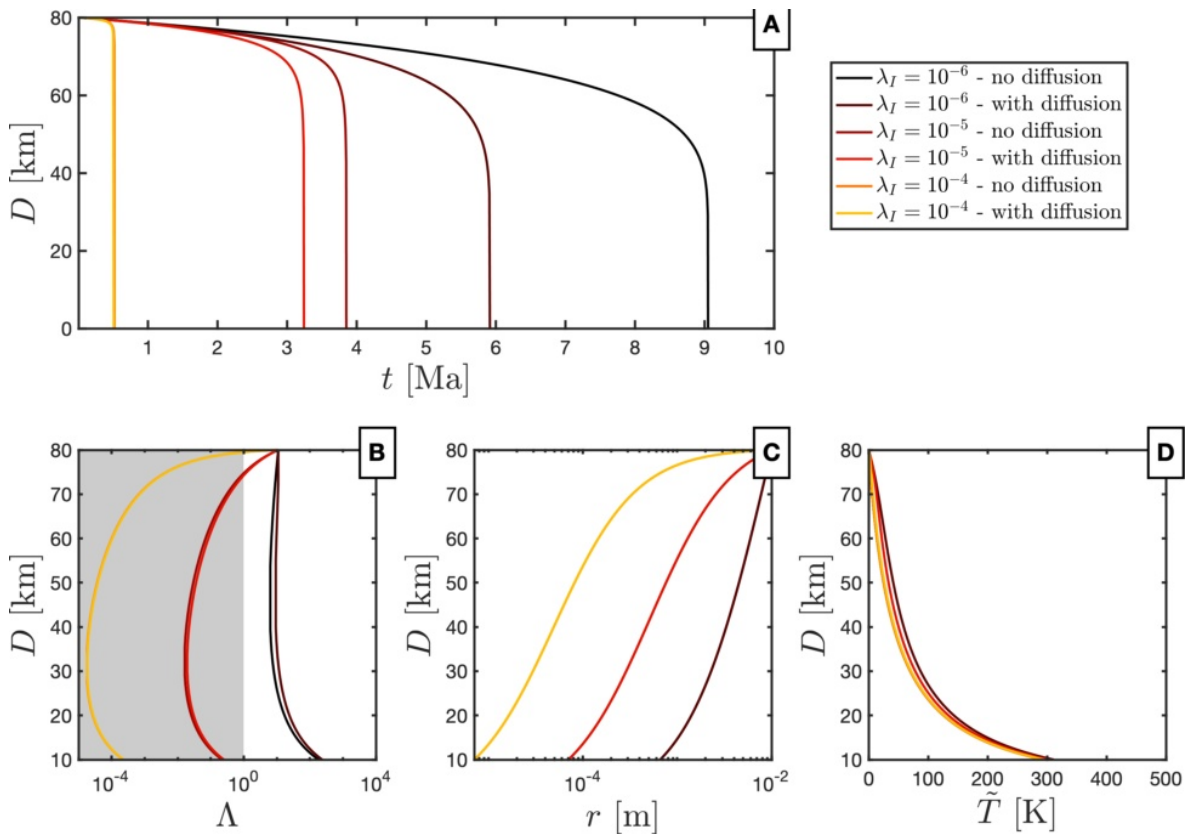 A
80
60
40
20
0
D [km]
1 2 3 4 5 6 7 8 9 10
t [Ma]
λ_I = 10⁻⁶ - no diffusion
λ_I = 10⁻⁶ - with diffusion
λ_I = 10⁻⁵ - no diffusion
λ_I = 10⁻⁵ - with diffusion
λ_I = 10⁻⁴ - no diffusion
λ_I = 10⁻⁴ - with diffusion
B
80
70
60
50
40
30
20
10
D [km]
10⁻⁴ 10⁰ 10⁴
Λ
C
80
70
60
50
40
30
20
10
D [km]
10⁻⁴ 10⁻²
r [m]
D
80
70
60
50
40
30
20
10
D [km]
0 100 200 300 400 500
T̃ [K]